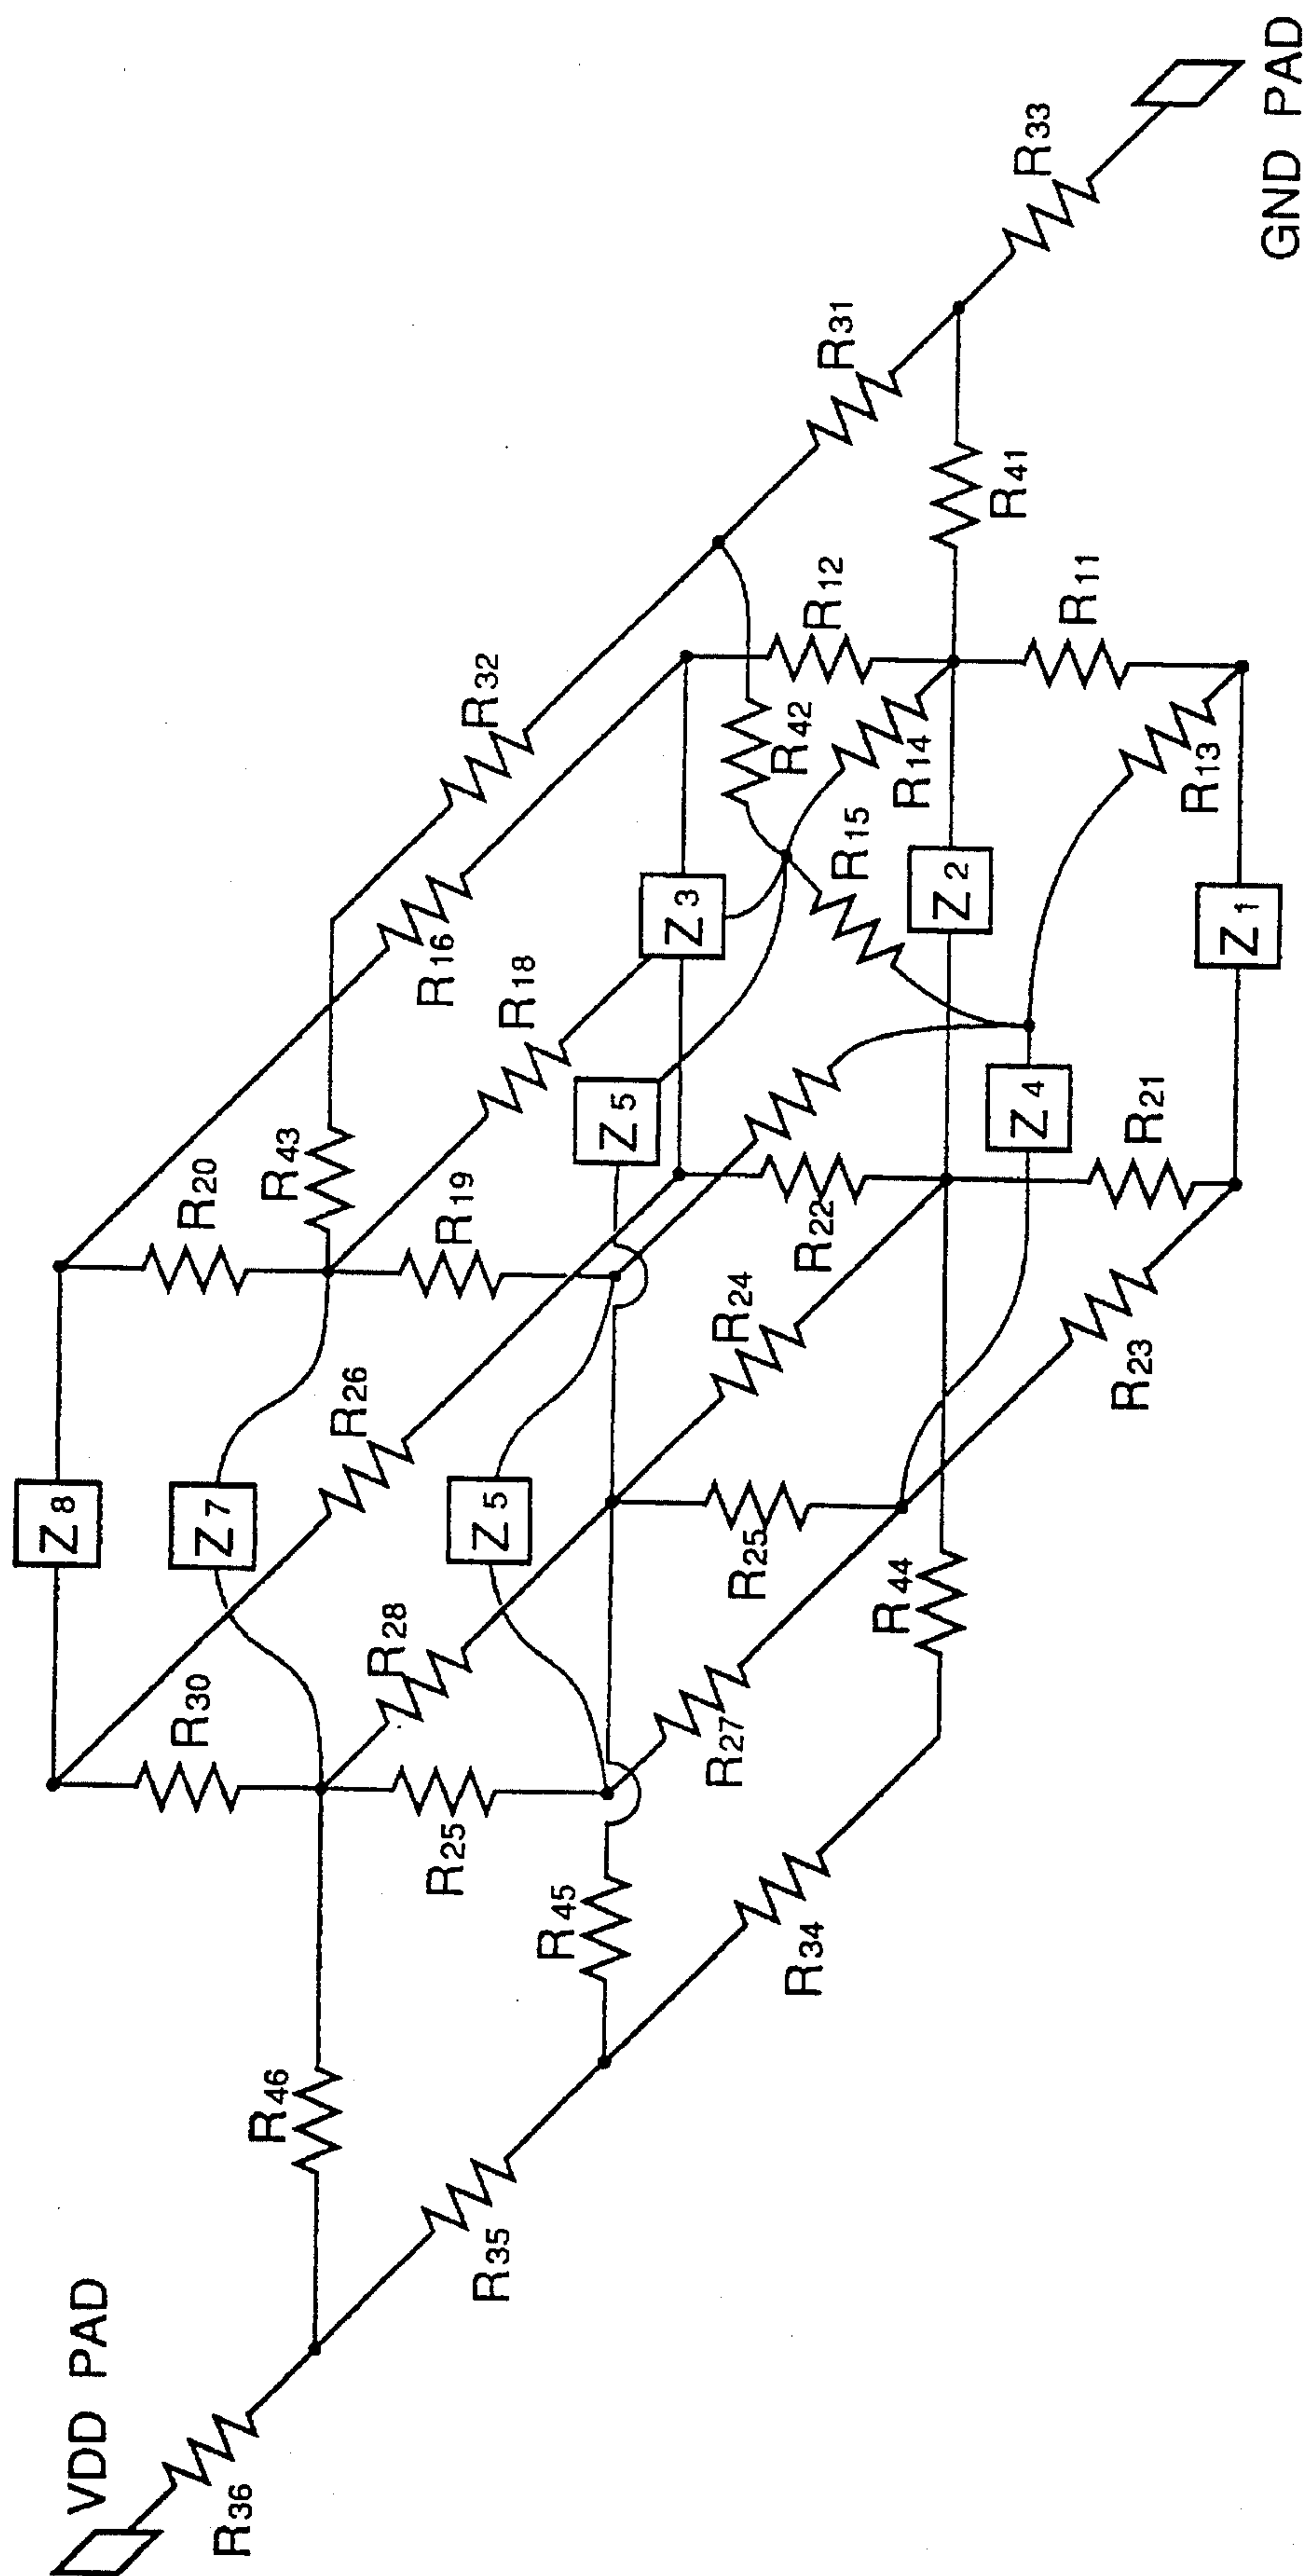 Z8
VDD PAD
R30
R20
Z7
R36
R46
R43
R26
R28
R16
R25
R19
R32
R35
Z5
R18
R45
Z5
Z3
R27
R24
R25
R42
R34
R22
R12
R31
R15
R44
R14
Z2
R41
Z4
R33
R11
R23
R21
R13
Z1
GND PAD